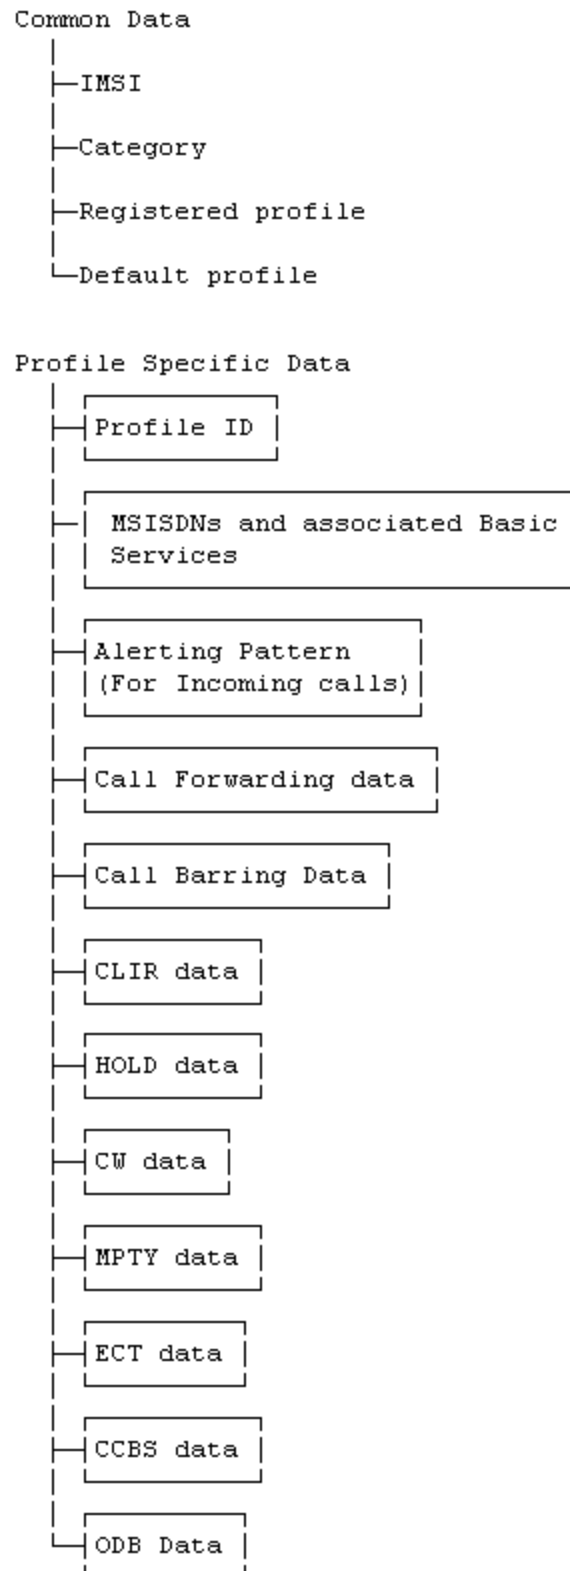 Common Data
IMSI
Category
Registered profile
Default profile
Profile Specific Data
Profile ID
MSISDNs and associated Basic
Services
Alerting Pattern
(For Incoming calls)
Call Forwarding data
Call Barring Data
CLIR data
HOLD data
CW data
MPTY data
ECT data
CCBS data
ODB Data